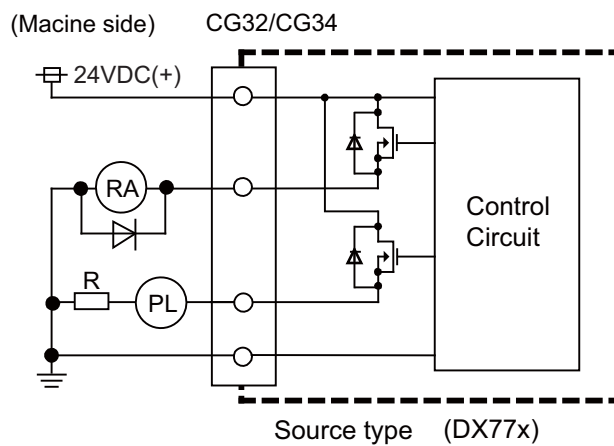 (Macine side) CG32/CG34
24VDC(+)
RA
Control
Circuit
R
PL
Source type (DX77x)